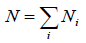 N = ∑_i N_i